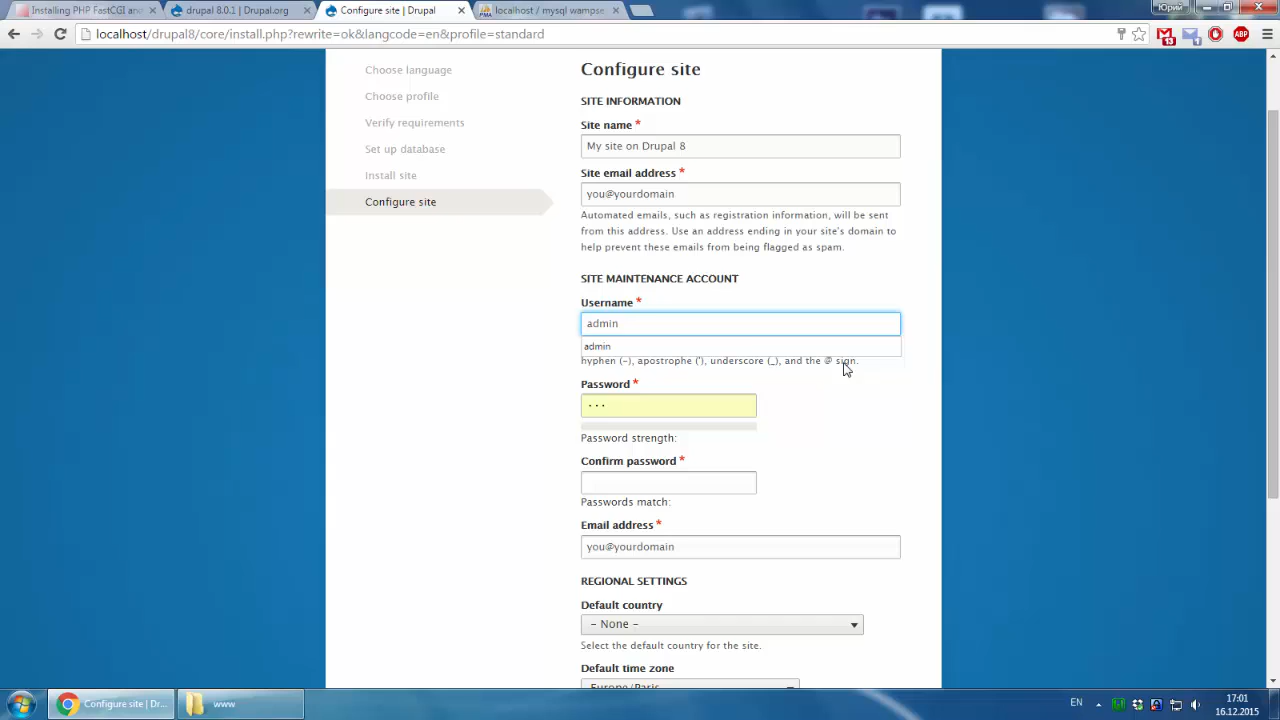 Installing PHP FastCGI an
drupal 8.0.1 | Drupal.org
Configure site | Drupal
localhost / mysql wampse
Юрий
localhost/drupal8/core/install.php?rewrite=ok&langcode=en&profile=standard
13
1
ABP
Choose language
Choose profile
Verify requirements
Set up database
Install site
Configure site
Configure site
SITE INFORMATION
Site name *
My site on Drupal 8
Site email address *
you@yourdomain
Automated emails, such as registration information, will be sent
from this address. Use an address ending in your site's domain to
help prevent these emails from being flagged as spam.
SITE MAINTENANCE ACCOUNT
Username *
admin
admin
hyphen (-), apostrophe ('), underscore (_), and the @ sign.
Password *
Password strength:
Confirm password *
Passwords match:
Email address *
you@yourdomain
REGIONAL SETTINGS
Default country
- None -
Select the default country for the site.
Default time zone
Europe/Paris
Configure site | Dr...
www
EN
17:01
16.12.2015